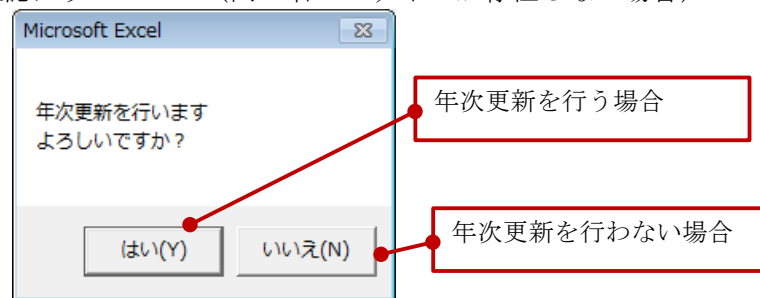 Microsoft Excel
年次更新を行います
よろしいですか？
年次更新を行う場合
はい(Y)
いいえ(N)
年次更新を行わない場合